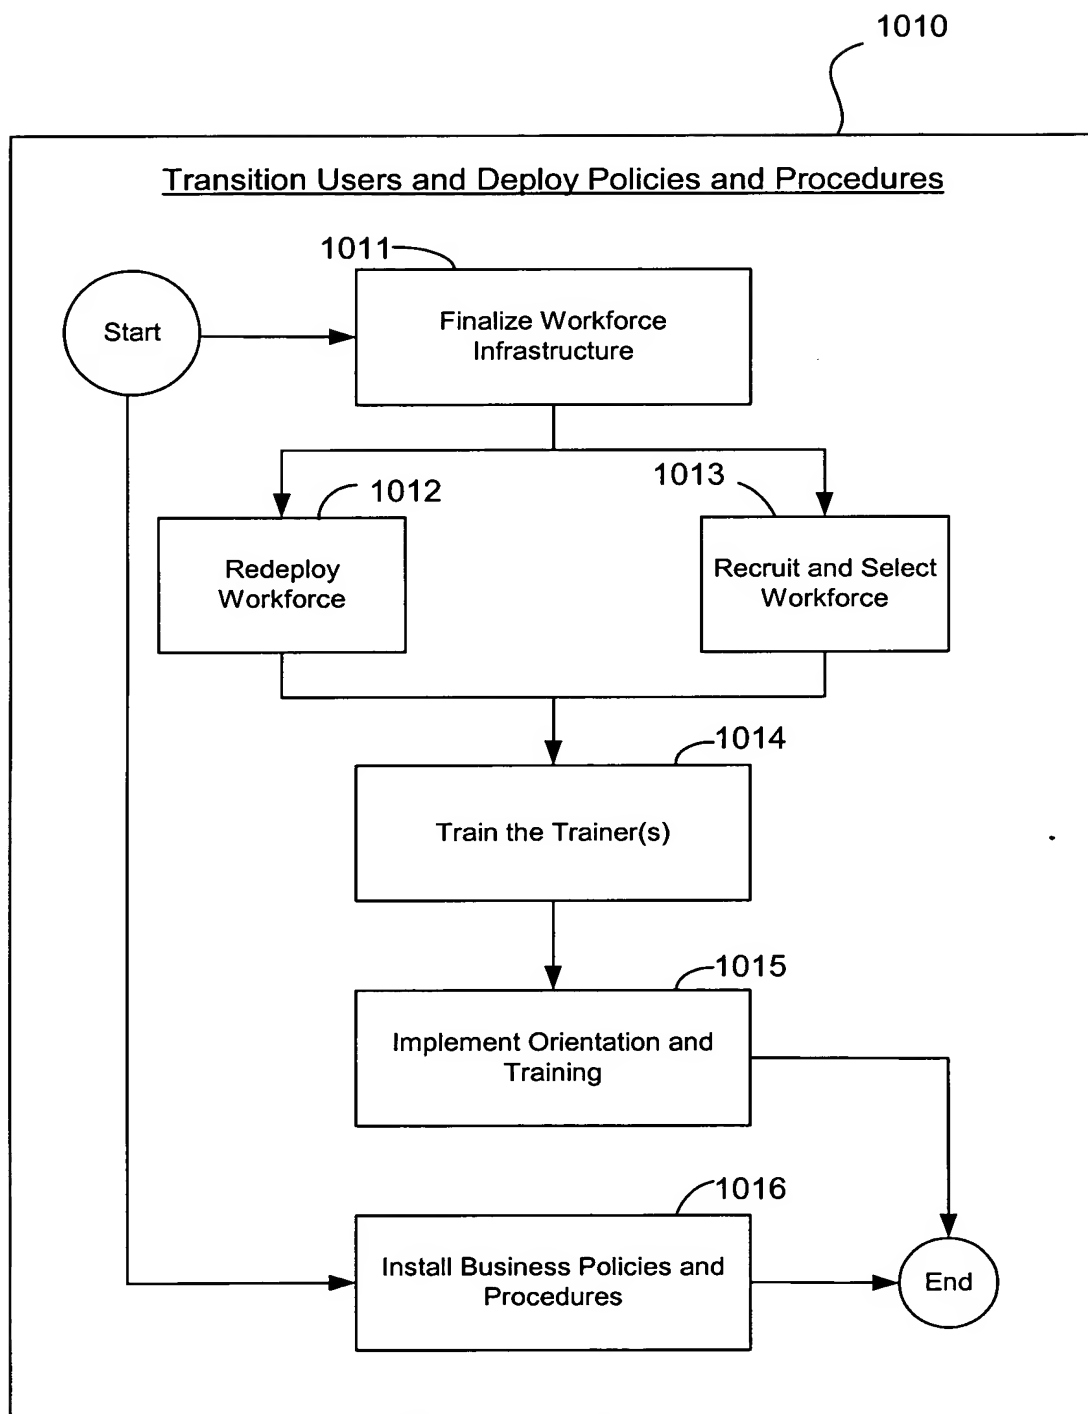 1010
Transition Users and Deploy Policies and Procedures
1011
Start
Finalize Workforce
Infrastructure
1012
1013
Redeploy
Workforce
Recruit and Select
Workforce
1014
Train the Trainer(s)
1015
Implement Orientation and
Training
1016
Install Business Policies and
Procedures
End